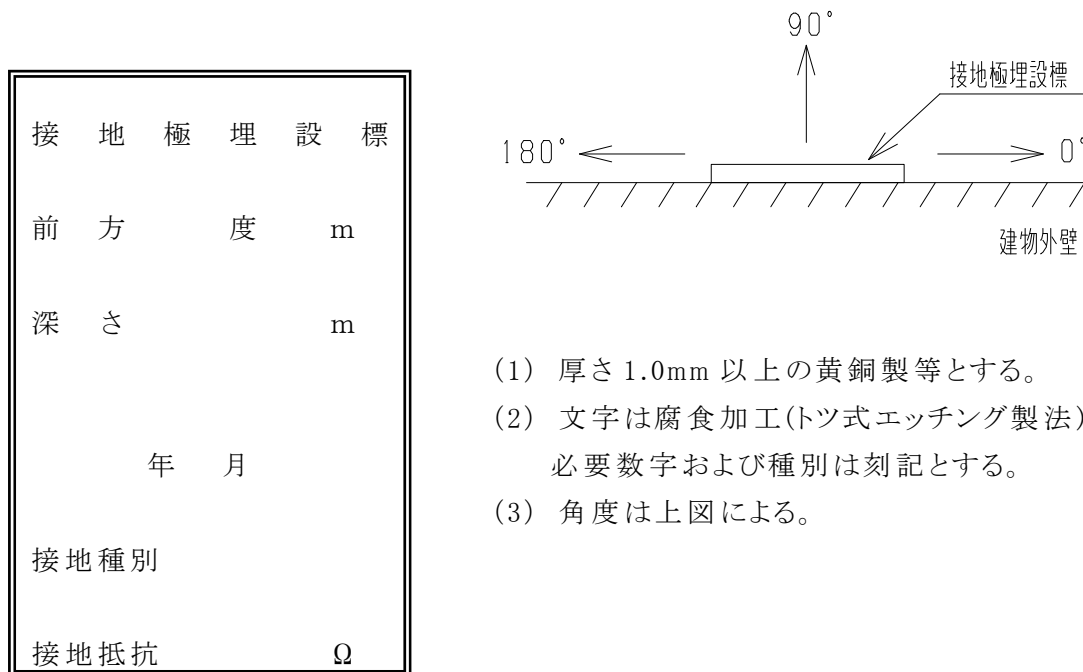 接地極埋設標
前方 度 m
深さ m
年 月
接地種別
接地抵抗 Ω
90°
接地極埋設標
180°
0°
建物外壁
(1) 厚さ1.0mm以上の黄銅製等とする。
(2) 文字は腐食加工(トツ式エッチング製法)
必要数字および種別は刻記とする。
(3) 角度は上図による。